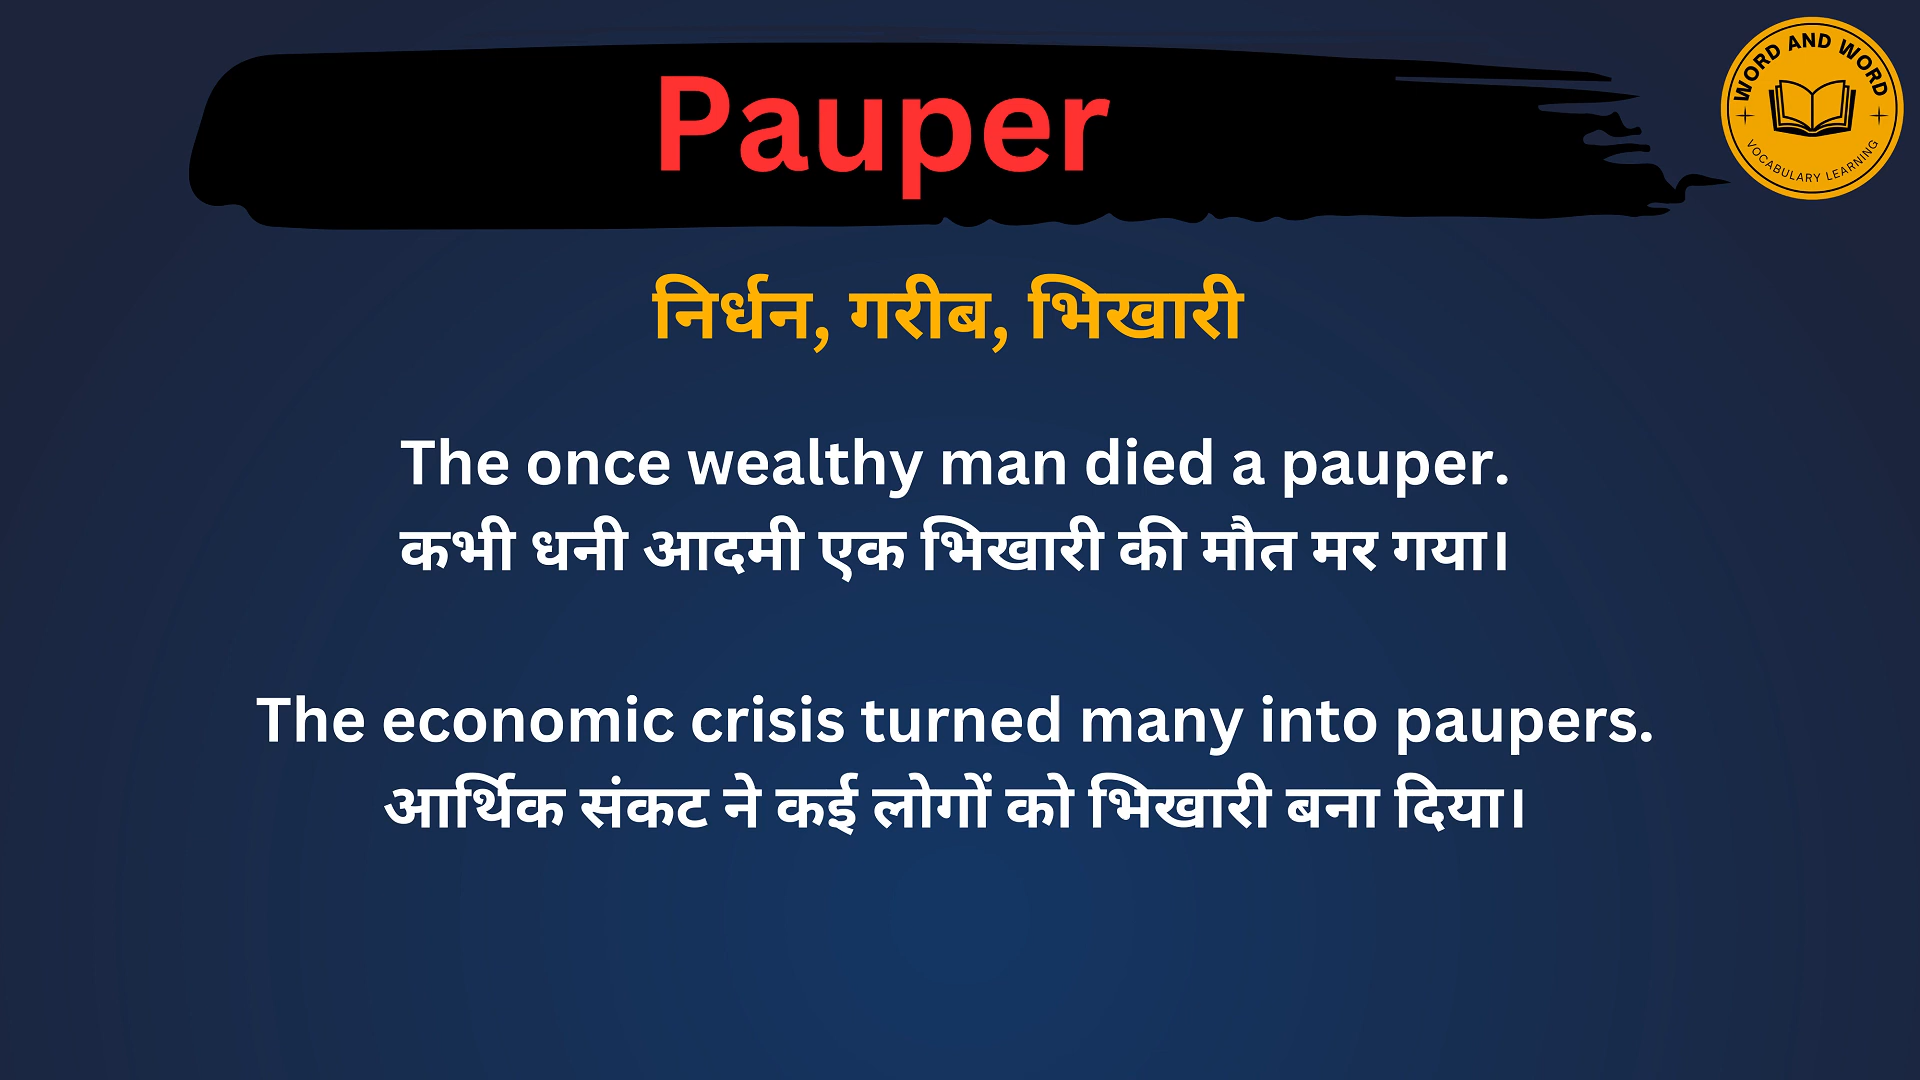 Pauper
WORD AND WORD
VOCABULARY LEARNING
निर्धन, गरीब, भिखारी
The once wealthy man died a pauper.
कभी धनी आदमी एक भिखारी की मौत मर गया।
The economic crisis turned many into paupers.
आर्थिक संकट ने कई लोगों को भिखारी बना दिया।